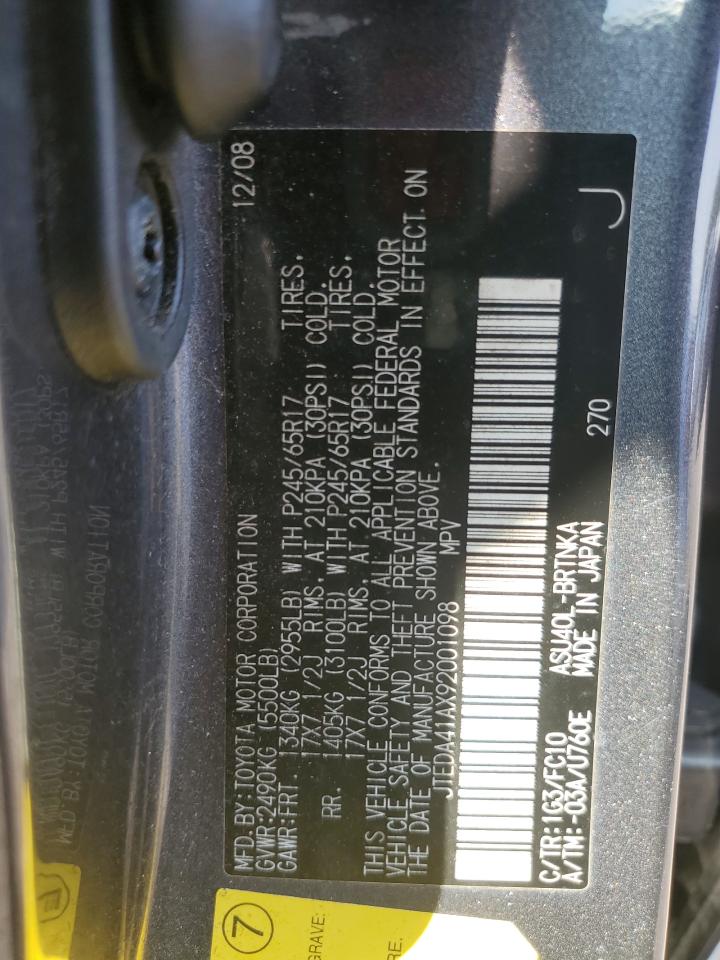 MFD.BY:TOYOTA MOTOR CORPORATION 12/08
GVWR:2490KG (5500LB)
GAWR:FRT. 1340KG (2955LB) WITH P245/65R17 TIRES,
17X7 1/2J RIMS, AT 210KPA (30PSI) COLD.
RR. 1405KG (3100LB) WITH P245/65R17 TIRES,
17X7 1/2J RIMS, AT 210KPA (30PSI) COLD.
THIS VEHICLE CONFORMS TO ALL APPLICABLE FEDERAL MOTOR
VEHICLE SAFETY AND THEFT PREVENTION STANDARDS IN EFFECT ON
THE DATE OF MANUFACTURE SHOWN ABOVE.
JTEDA41AX92001098 MPV
C/TR:1G3/FC10 ASU40L-BRTNKA 270
A/TM:-03A/U760E MADE IN JAPAN
J
7
GRAVE:
RE.